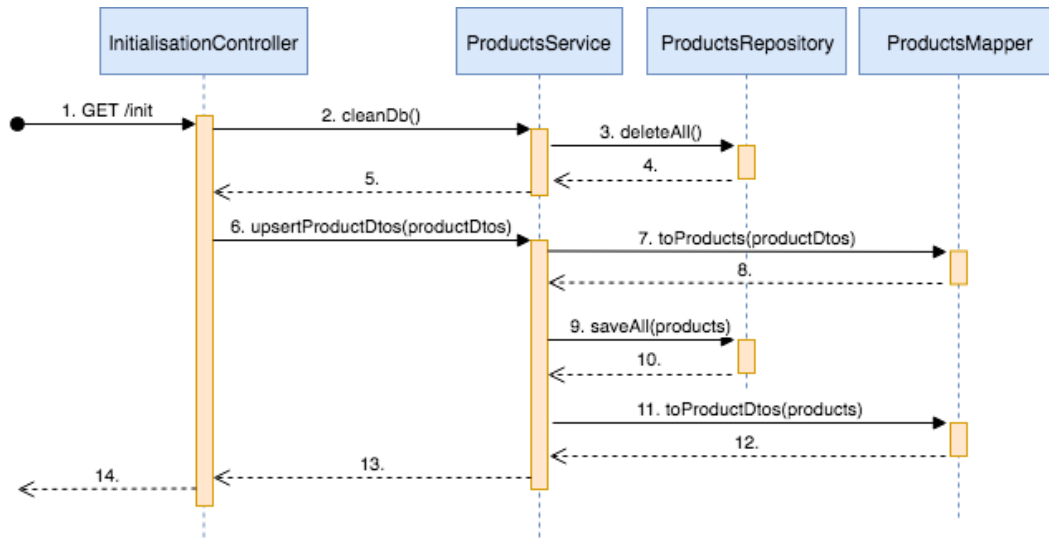 InitialisationController
ProductsService
ProductsRepository
ProductsMapper
1. GET /init
2. cleanDb()
3. deleteAll()
4.
5.
6. upsertProductDtos(productDtos)
7. toProducts(productDtos)
8.
9. saveAll(products)
10.
11. toProductDtos(products)
12.
13.
14.